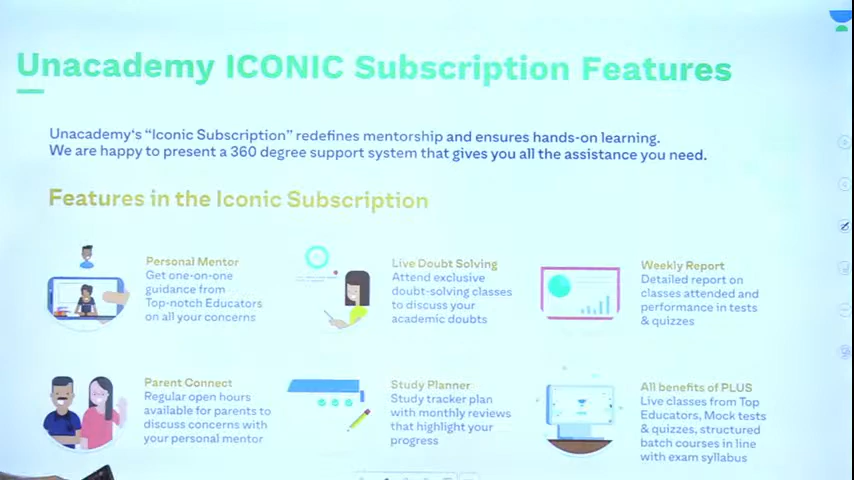 Unacademy ICONIC Subscription Features
Unacademy's "Iconic Subscription" redefines mentorship and ensures hands-on learning.
We are happy to present a 360 degree support system that gives you all the assistance you need.
Features in the Iconic Subscription
Personal Mentor
Get one-on-one
guidance from
Top-notch Educators
on all your concerns
Live Doubt Solving
Attend exclusive
doubt-solving classes
to discuss your
academic doubts
Weekly Report
Detailed report on
classes attended and
performance in tests
& quizzes
Parent Connect
Regular open hours
available for parents to
discuss concerns with
your personal mentor
Study Planner
Study tracker plan
with monthly reviews
that highlight your
progress
All benefits of PLUS
Live classes from Top
Educators, Mock tests
& quizzes, structured
batch courses in line
with exam syllabus